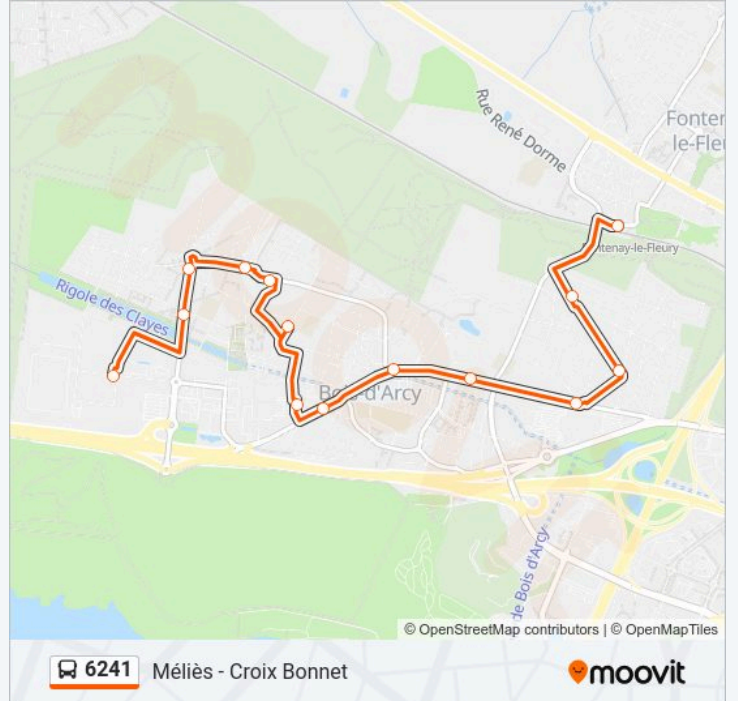 Rue René Dorme
Fonten
le-Fleu
ntenay-le-Fleury
Rigole des Clayes
Bois-d'Arcy
de Bois d'Arcy
© OpenStreetMap contributors | © OpenMapTiles
6241 Méliès - Croix Bonnet
moovit